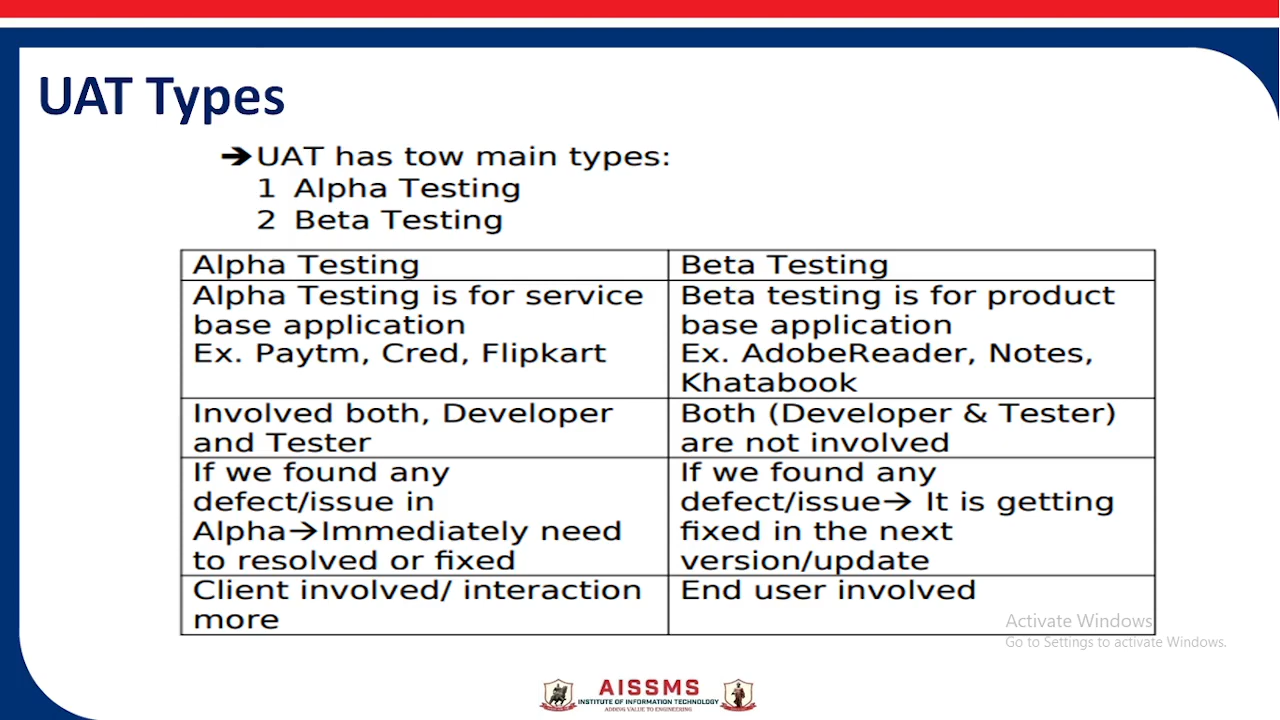 UAT Types
➔UAT has tow main types:
1 Alpha Testing
2 Beta Testing
Alpha Testing
Beta Testing
Alpha Testing is for service
base application
Ex. Paytm, Cred, Flipkart
Beta testing is for product
base application
Ex. AdobeReader, Notes,
Khatabook
Involved both, Developer
and Tester
Both (Developer & Tester)
are not involved
If we found any
defect/issue in
Alpha→Immediately need
to resolved or fixed
If we found any
defect/issue→ It is getting
fixed in the next
version/update
Client involved/ interaction
more
End user involved
Activate Windows
Go to Settings to activate Windows.
AISSMS
INSTITUTE OF INFORMATION TECHNOLOGY
ADDING VALUE TO ENGINEERING